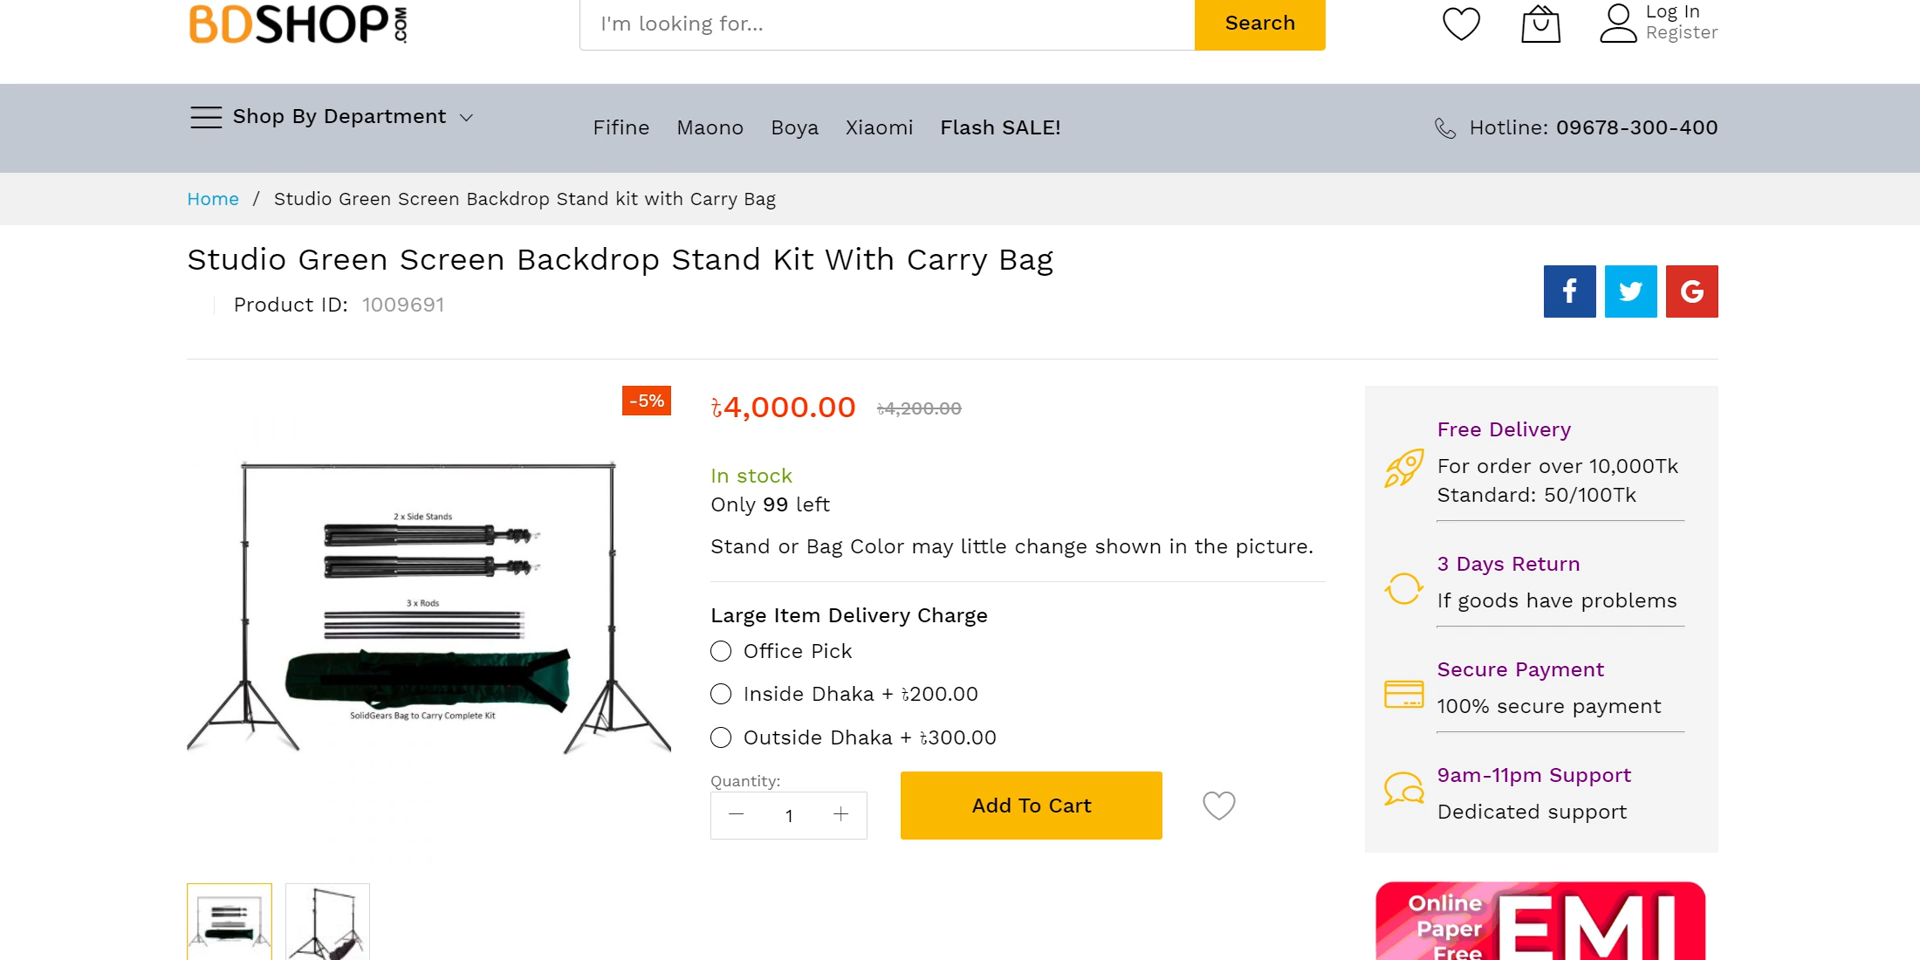 BDSHOP.COM
I'm looking for...
Search
Log In
Register
Shop By Department
Fifine Maono Boya Xiaomi Flash SALE!
Hotline: 09678-300-400
Home / Studio Green Screen Backdrop Stand kit with Carry Bag
Studio Green Screen Backdrop Stand Kit With Carry Bag
Product ID: 1009691
-5%
2 x Side Stands
3 x Rods
SolidGears Bag to Carry Complete Kit
৳4,000.00 ৳4,200.00
In stock
Only 99 left
Stand or Bag Color may little change shown in the picture.
Large Item Delivery Charge
Office Pick
Inside Dhaka + ৳200.00
Outside Dhaka + ৳300.00
Quantity:
1
Add To Cart
Free Delivery
For order over 10,000Tk
Standard: 50/100Tk
3 Days Return
If goods have problems
Secure Payment
100% secure payment
9am-11pm Support
Dedicated support
Online
Paper
Free
EMI